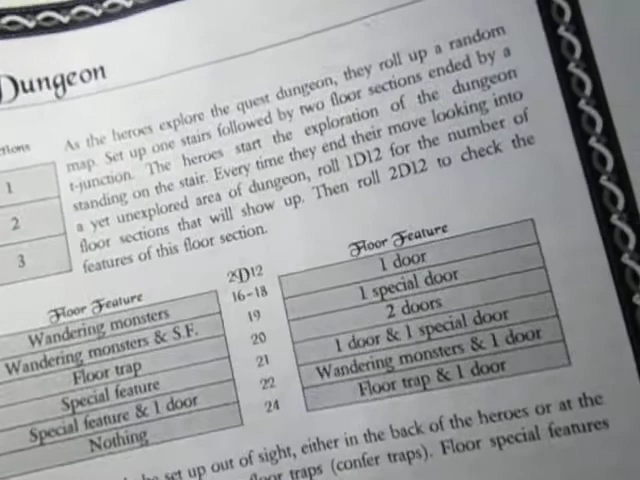 Dungeon
As the heroes explore the quest dungeon, they roll up a random
map. Set up one stairs followed by two floor sections ended by a
t-junction. The heroes start the exploration of the dungeon
standing on the stair. Every time they end their move looking into
a yet unexplored area of dungeon, roll 1D12 for the number of
floor sections that will show up. Then roll 2D12 to check the
features of this floor section.
1
2
3
Floor Feature
Wandering monsters
Wandering monsters & S.F.
Floor trap
Special feature
Special feature & 1 door
Nothing
2D12
16-18
19
20
21
22
24
Floor Feature
1 door
1 special door
2 doors
1 door & 1 special door
Wandering monsters & 1 door
Floor trap & 1 door
be set up out of sight, either in the back of the heroes or at the
floor traps (confer traps). Floor special features